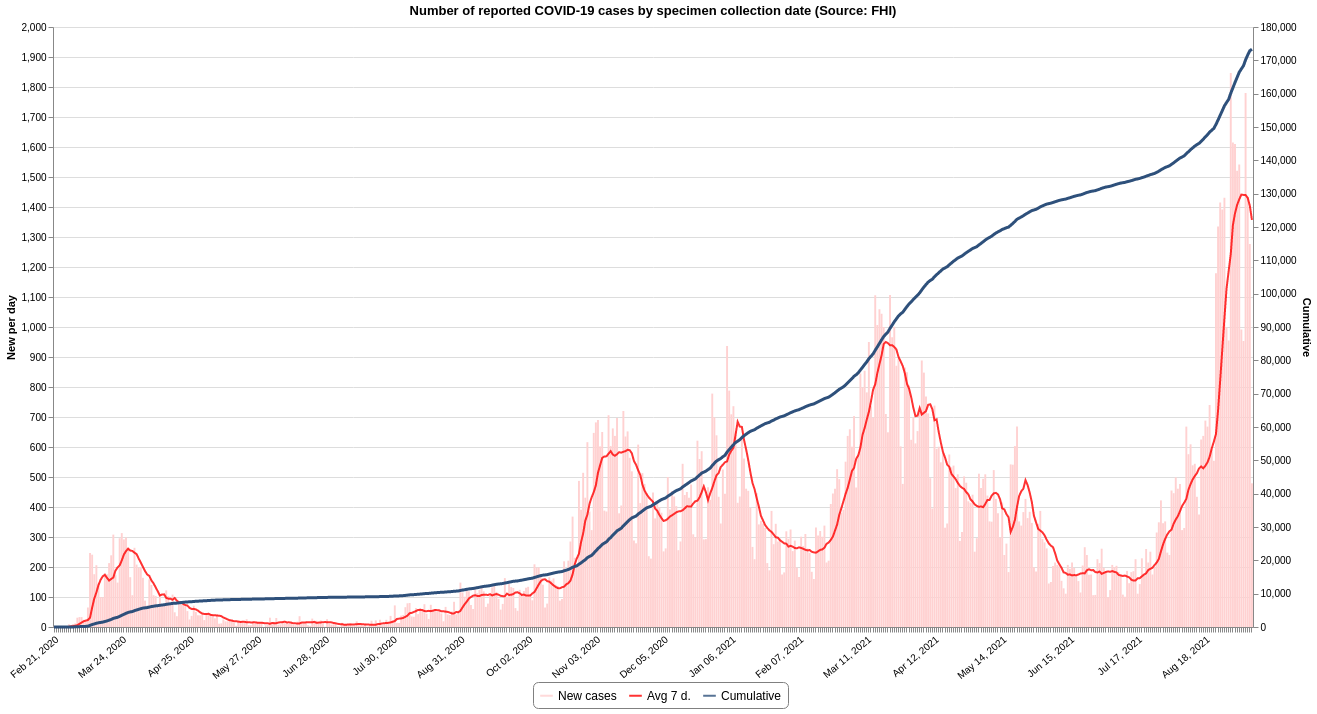 Number of reported COVID-19 cases by specimen collection date (Source: FHI)
New per day
2,000
1,900
1,800
1,700
1,600
1,500
1,400
1,300
1,200
1,100
1,000
900
800
700
600
500
400
300
200
100
0
180,000
170,000
160,000
150,000
140,000
130,000
120,000
110,000
100,000
90,000
80,000
70,000
60,000
50,000
40,000
30,000
20,000
10,000
0
Cumulative
Feb 21, 2020
Mar 24, 2020
Apr 25, 2020
May 27, 2020
Jun 28, 2020
Jul 30, 2020
Aug 31, 2020
Oct 02, 2020
Nov 03, 2020
Dec 05, 2020
Jan 06, 2021
Feb 07, 2021
Mar 11, 2021
Apr 12, 2021
May 14, 2021
Jun 15, 2021
Jul 17, 2021
Aug 18, 2021
New cases Avg 7 d. Cumulative